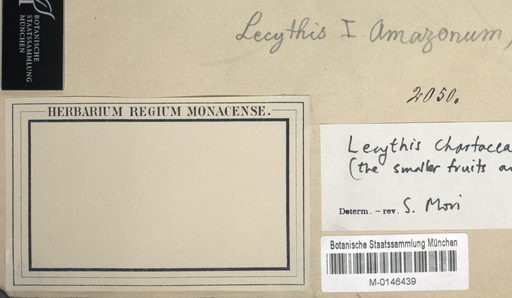 BOTANISCHE
STAATSSAMMLUNG
MÜNCHEN
Lecythis I Amazonum,
2050.
HERBARIUM REGIUM MONACENSE.
Lecythis chartacea
(the smaller fruits
Determ. – rev. S. Mori
Botanische Staatssammlung München
M-0146439